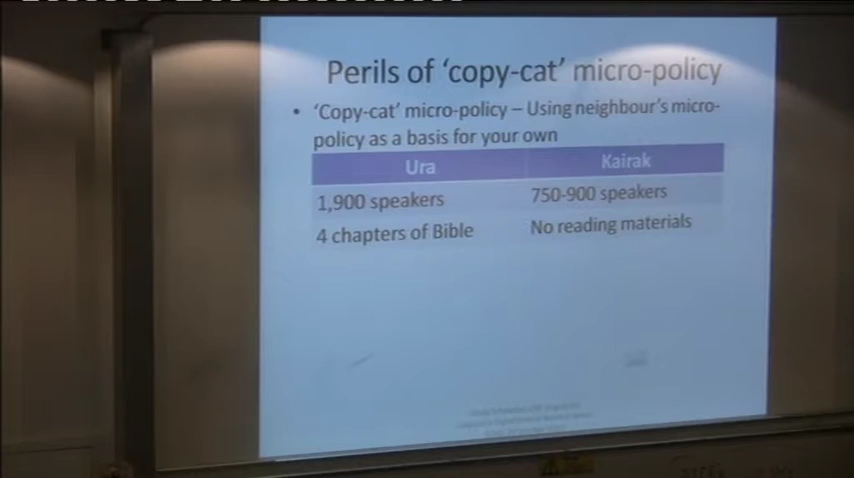 Perils of ‘copy-cat’ micro-policy
• ‘Copy-cat’ micro-policy – Using neighbour’s micro-
policy as a basis for your own
Ura Kairak
1,900 speakers 750-900 speakers
4 chapters of Bible No reading materials